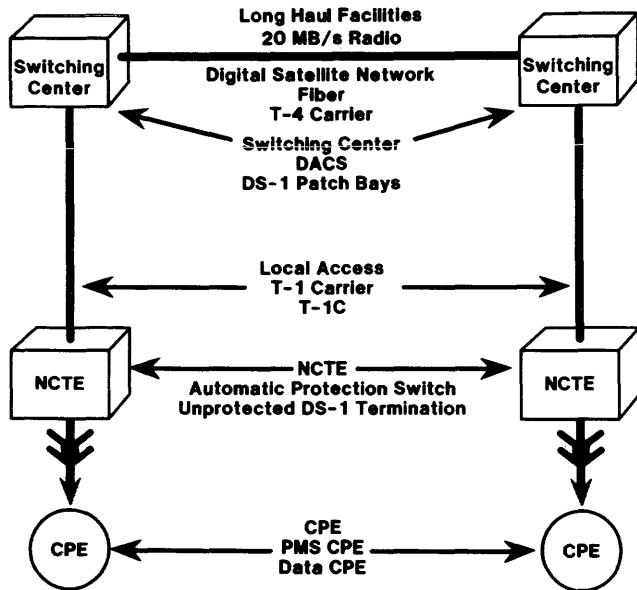 Long Haul Facilities
20 MB/s Radio
Switching
Center
Switching
Center
Digital Satellite Network
Fiber
T-4 Carrier
Switching Center
DACS
DS-1 Patch Bays
Local Access
T-1 Carrier
T-1C
NCTE
NCTE
Automatic Protection Switch
Unprotected DS-1 Termination
NCTE
CPE
CPE
PMS CPE
Data CPE
CPE